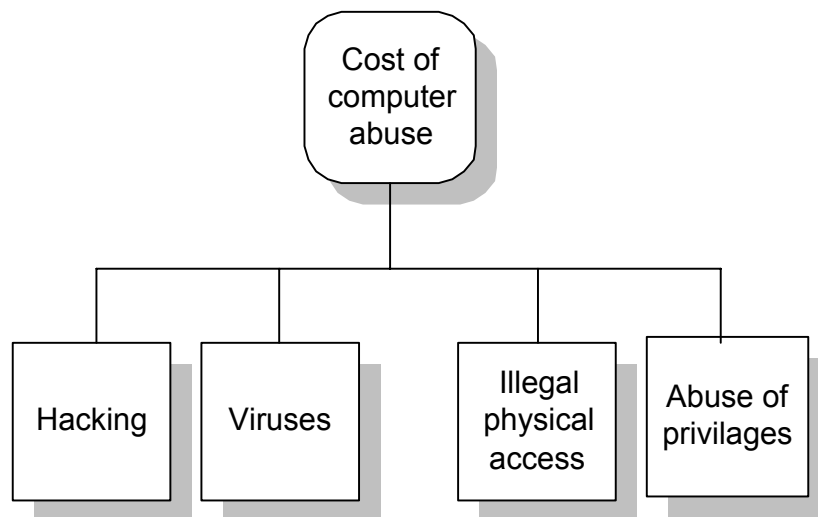 Cost of
computer
abuse
Hacking
Viruses
Illegal
physical
access
Abuse of
privilages